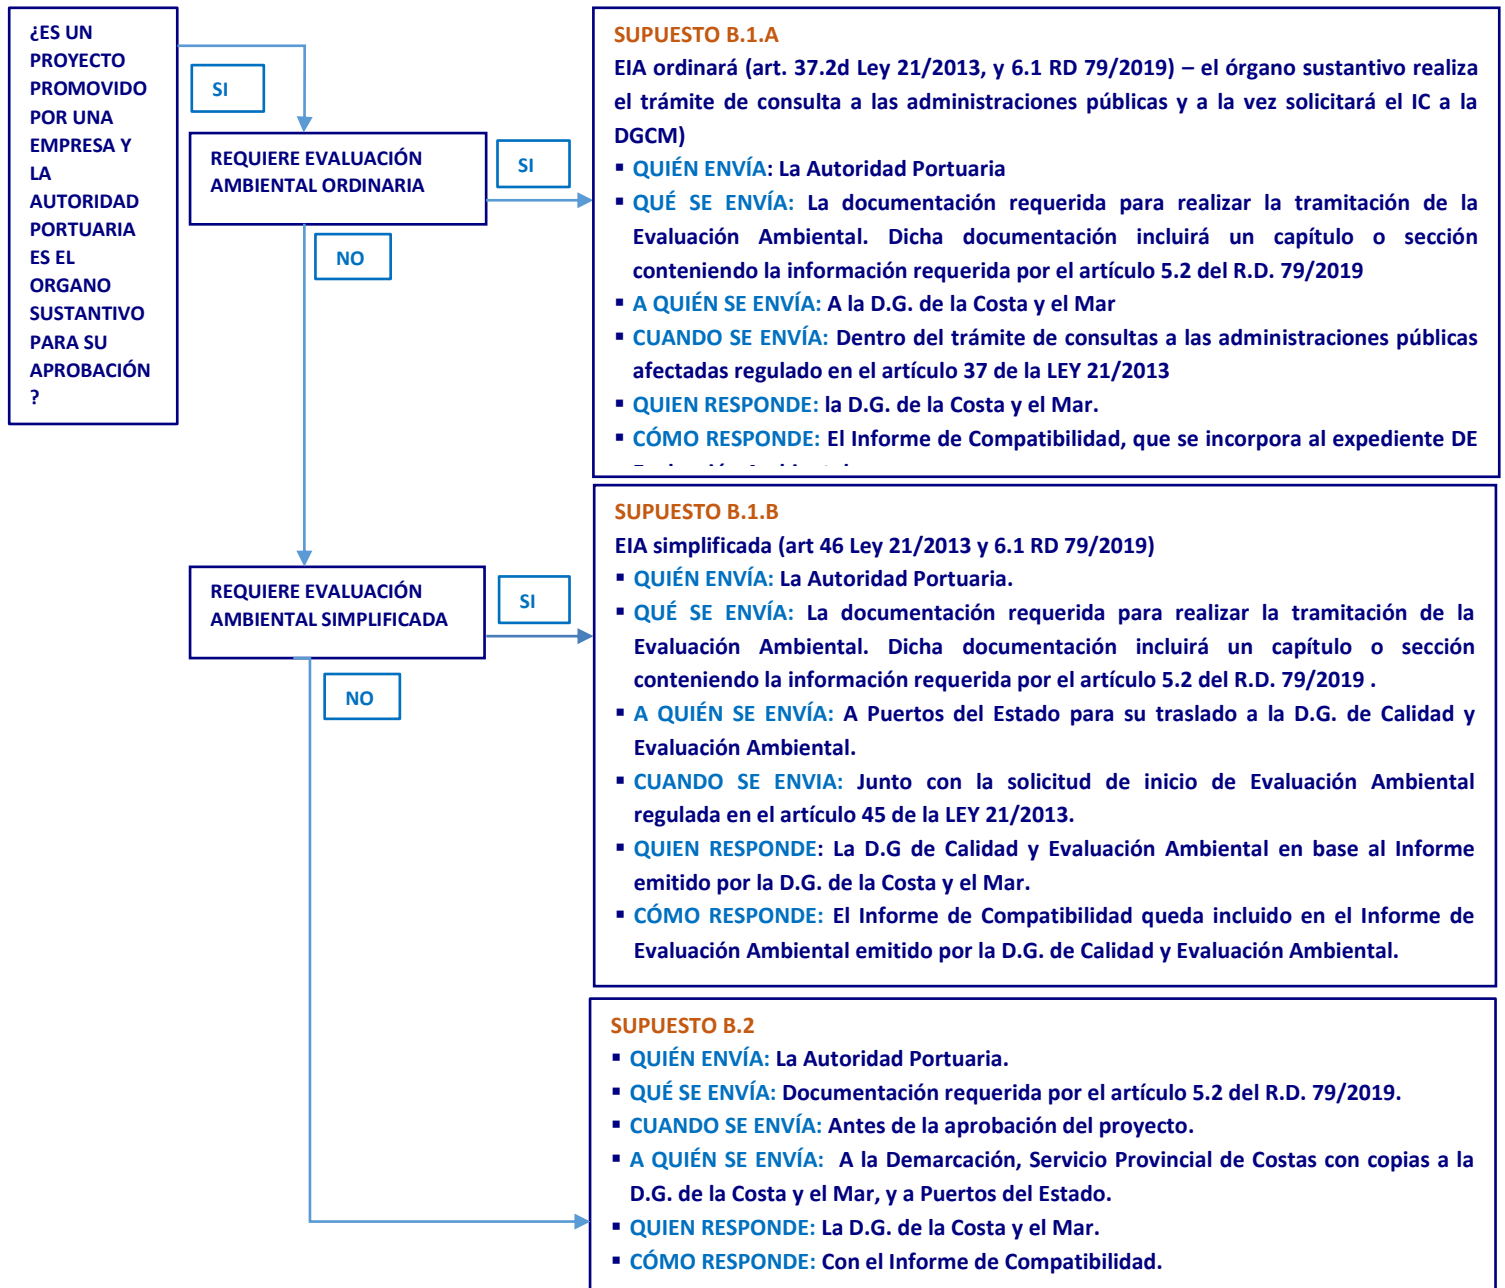 ¿ES UN
PROYECTO
PROMOVIDO
POR UNA
EMPRESA Y
LA
AUTORIDAD
PORTUARIA
ES EL
ORGANO
SUSTANTIVO
PARA SU
APROBACIÓN
?
SI
REQUIERE EVALUACIÓN
AMBIENTAL ORDINARIA
SI
NO
SUPUESTO B.1.A
EIA ordinará (art. 37.2d Ley 21/2013, y 6.1 RD 79/2019) – el órgano sustantivo realiza
el trámite de consulta a las administraciones públicas y a la vez solicitará el IC a la
DGCM)
▪ QUIÉN ENVÍA: La Autoridad Portuaria
▪ QUÉ SE ENVÍA: La documentación requerida para realizar la tramitación de la
Evaluación Ambiental. Dicha documentación incluirá un capítulo o sección
conteniendo la información requerida por el artículo 5.2 del R.D. 79/2019
▪ A QUIÉN SE ENVÍA: A la D.G. de la Costa y el Mar
▪ CUANDO SE ENVÍA: Dentro del trámite de consultas a las administraciones públicas
afectadas regulado en el artículo 37 de la LEY 21/2013
▪ QUIEN RESPONDE: la D.G. de la Costa y el Mar.
▪ CÓMO RESPONDE: El Informe de Compatibilidad, que se incorpora al expediente DE
REQUIERE EVALUACIÓN
AMBIENTAL SIMPLIFICADA
SI
NO
SUPUESTO B.1.B
EIA simplificada (art 46 Ley 21/2013 y 6.1 RD 79/2019)
▪ QUIÉN ENVÍA: La Autoridad Portuaria.
▪ QUÉ SE ENVÍA: La documentación requerida para realizar la tramitación de la
Evaluación Ambiental. Dicha documentación incluirá un capítulo o sección
conteniendo la información requerida por el artículo 5.2 del R.D. 79/2019 .
▪ A QUIÉN SE ENVÍA: A Puertos del Estado para su traslado a la D.G. de Calidad y
Evaluación Ambiental.
▪ CUANDO SE ENVIA: Junto con la solicitud de inicio de Evaluación Ambiental
regulada en el artículo 45 de la LEY 21/2013.
▪ QUIEN RESPONDE: La D.G de Calidad y Evaluación Ambiental en base al Informe
emitido por la D.G. de la Costa y el Mar.
▪ CÓMO RESPONDE: El Informe de Compatibilidad queda incluido en el Informe de
Evaluación Ambiental emitido por la D.G. de Calidad y Evaluación Ambiental.
SUPUESTO B.2
▪ QUIÉN ENVÍA: La Autoridad Portuaria.
▪ QUÉ SE ENVÍA: Documentación requerida por el artículo 5.2 del R.D. 79/2019.
▪ CUANDO SE ENVÍA: Antes de la aprobación del proyecto.
▪ A QUIÉN SE ENVÍA: A la Demarcación, Servicio Provincial de Costas con copias a la
D.G. de la Costa y el Mar, y a Puertos del Estado.
▪ QUIEN RESPONDE: La D.G. de la Costa y el Mar.
▪ CÓMO RESPONDE: Con el Informe de Compatibilidad.